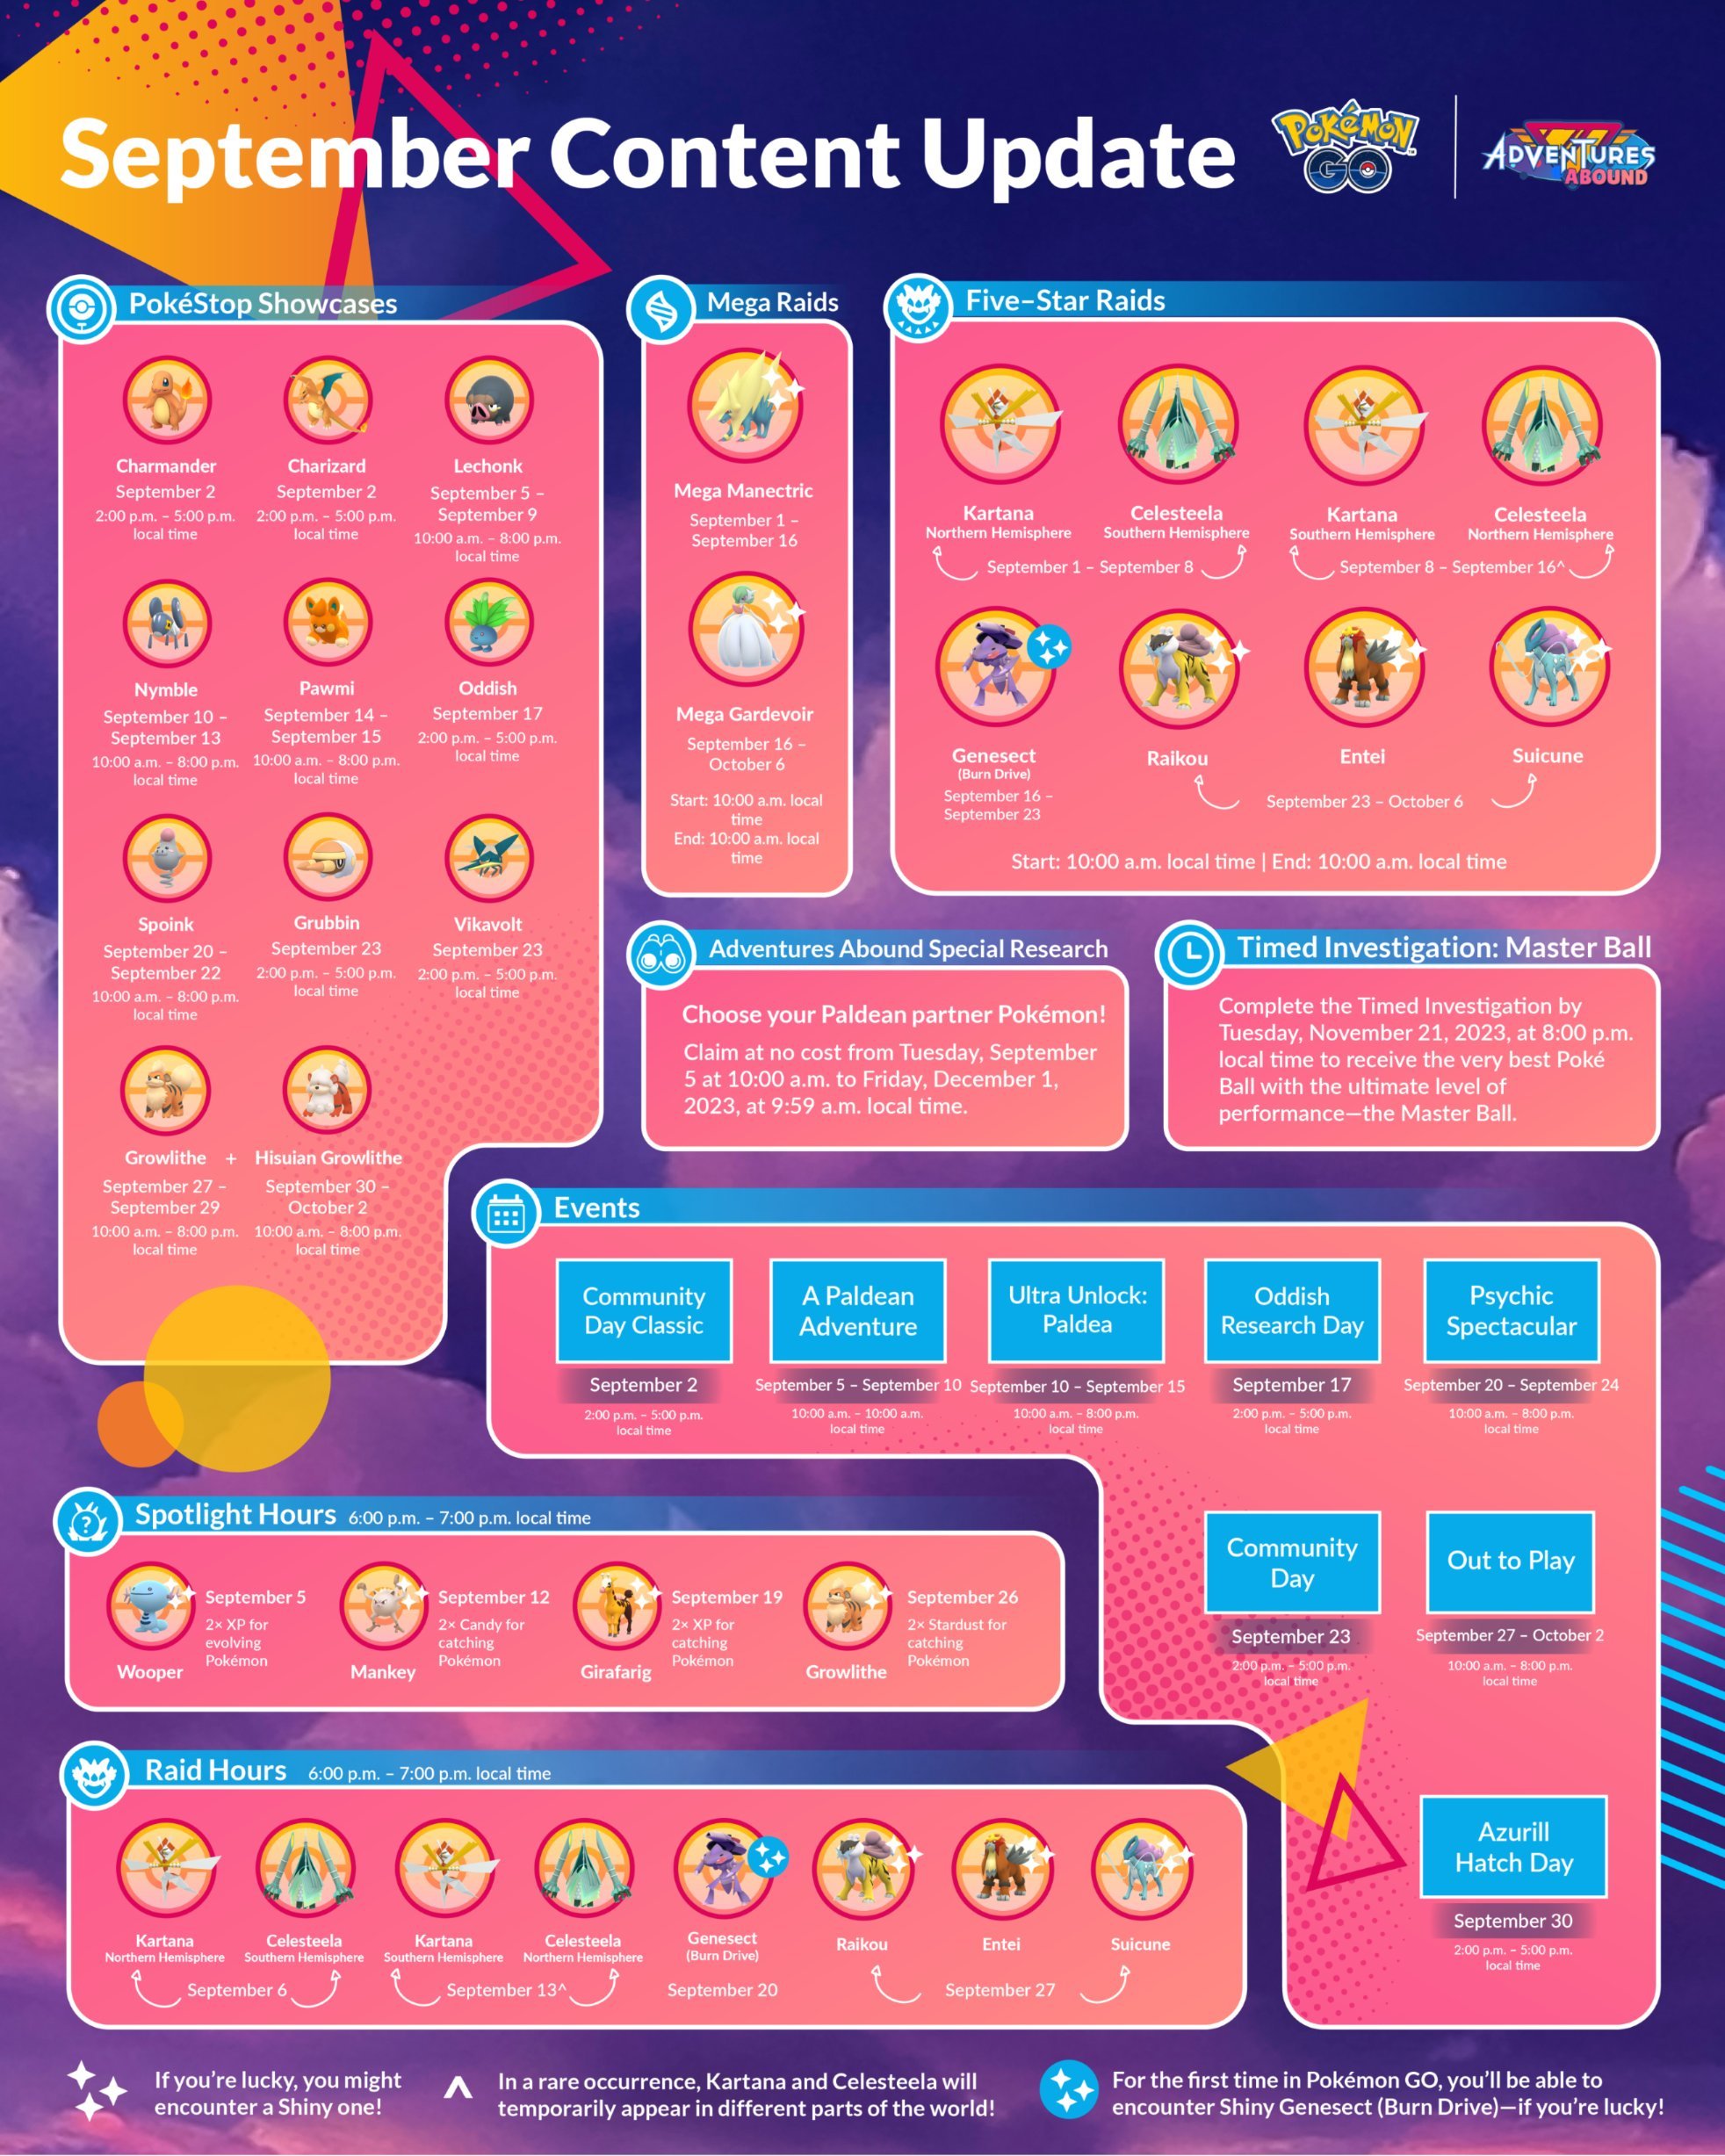 September Content Update
POKÉMON GO
ADVENTURES ABOUND
PokéStop Showcases
Charmander
September 2
2:00 p.m. – 5:00 p.m.
local time
Charizard
September 2
2:00 p.m. – 5:00 p.m.
local time
Lechonk
September 5 –
September 9
10:00 a.m. – 8:00 p.m.
local time
Nymble
September 10 –
September 13
10:00 a.m. – 8:00 p.m.
local time
Pawmi
September 14 –
September 15
10:00 a.m. – 8:00 p.m.
local time
Oddish
September 17
2:00 p.m. – 5:00 p.m.
local time
Spoink
September 20 –
September 22
10:00 a.m. – 8:00 p.m.
local time
Grubbin
September 23
2:00 p.m. – 5:00 p.m.
local time
Vikavolt
September 23
2:00 p.m. – 5:00 p.m.
local time
Growlithe +
September 27 –
September 29
10:00 a.m. – 8:00 p.m.
local time
Hisuian Growlithe
September 30 –
October 2
10:00 a.m. – 8:00 p.m.
local time
Mega Raids
Mega Manectric
September 1 –
September 16
Mega Gardevoir
September 16 –
October 6
Start: 10:00 a.m. local
time
End: 10:00 a.m. local
time
Five–Star Raids
Kartana
Northern Hemisphere
Celesteela
Southern Hemisphere
September 1 – September 8
Kartana
Southern Hemisphere
Celesteela
Northern Hemisphere
September 8 – September 16^
Genesect
(Burn Drive)
September 16 –
September 23
Raikou
Entei
Suicune
September 23 – October 6
Start: 10:00 a.m. local time | End: 10:00 a.m. local time
Adventures Abound Special Research
Choose your Paldean partner Pokémon!
Claim at no cost from Tuesday, September
5 at 10:00 a.m. to Friday, December 1,
2023, at 9:59 a.m. local time.
Timed Investigation: Master Ball
Complete the Timed Investigation by
Tuesday, November 21, 2023, at 8:00 p.m.
local time to receive the very best Poké
Ball with the ultimate level of
performance—the Master Ball.
Events
Community
Day Classic
September 2
2:00 p.m. – 5:00 p.m.
local time
A Paldean
Adventure
September 5 – September 10
10:00 a.m. – 10:00 a.m.
local time
Ultra Unlock:
Paldea
September 10 – September 15
10:00 a.m. – 8:00 p.m.
local time
Oddish
Research Day
September 17
2:00 p.m. – 5:00 p.m.
local time
Psychic
Spectacular
September 20 – September 24
10:00 a.m. – 8:00 p.m.
local time
Community
Day
September 23
2:00 p.m. – 5:00 p.m.
local time
Out to Play
September 27 – October 2
10:00 a.m. – 8:00 p.m.
local time
Azurill
Hatch Day
September 30
2:00 p.m. – 5:00 p.m.
local time
Spotlight Hours 6:00 p.m. – 7:00 p.m. local time
Wooper
September 5
2× XP for
evolving
Pokémon
Mankey
September 12
2× Candy for
catching
Pokémon
Girafarig
September 19
2× XP for
catching
Pokémon
Growlithe
September 26
2× Stardust for
catching
Pokémon
Raid Hours 6:00 p.m. – 7:00 p.m. local time
Kartana
Northern Hemisphere
Celesteela
Southern Hemisphere
September 6
Kartana
Southern Hemisphere
Celesteela
Northern Hemisphere
September 13^
Genesect
(Burn Drive)
September 20
Raikou
Entei
Suicune
September 27
If you're lucky, you might
encounter a Shiny one!
^ In a rare occurrence, Kartana and Celesteela will
temporarily appear in different parts of the world!
For the first time in Pokémon GO, you'll be able to
encounter Shiny Genesect (Burn Drive)—if you're lucky!